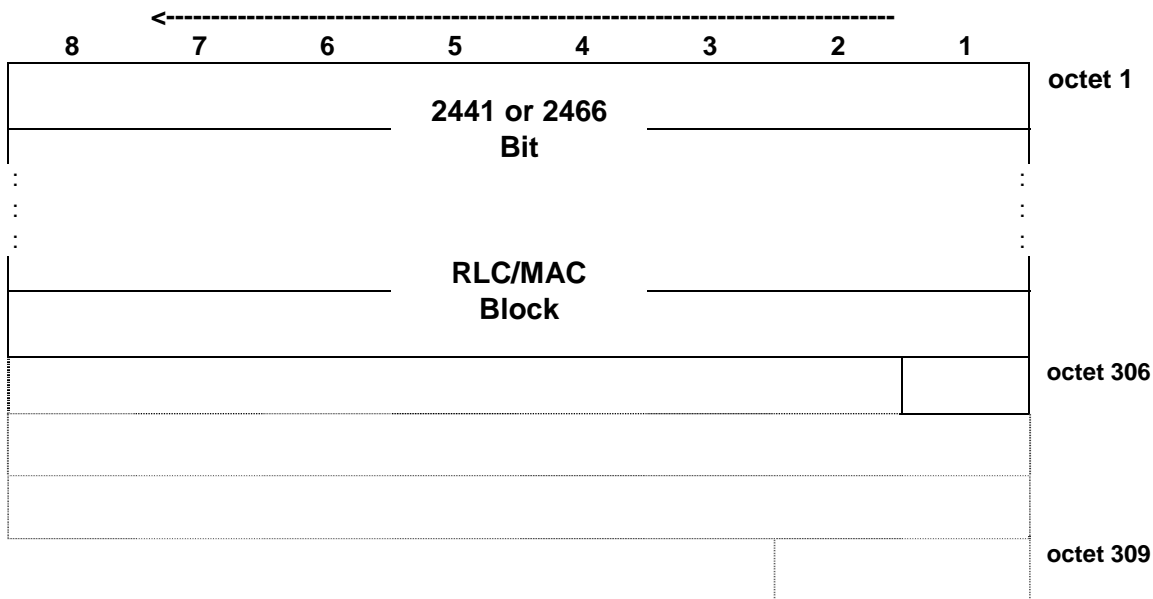 <--------------------------------------------------------------------------------
8 7 6 5 4 3 2 1
octet 1
2441 or 2466
Bit
: :
: :
: :
RLC/MAC
Block
octet 306
octet 309